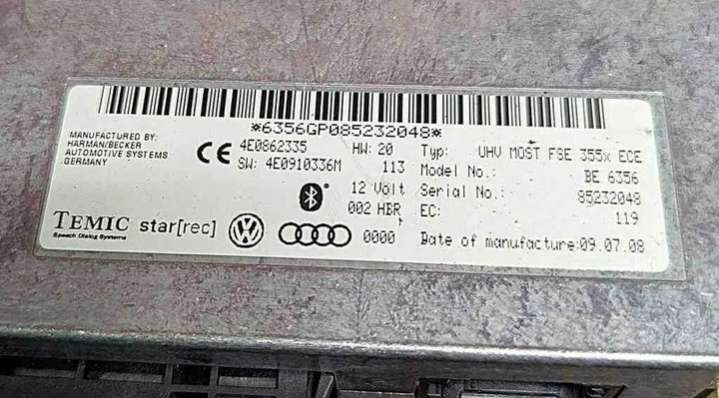 *6356GP085232048*
MANUFACTURED BY:
HARMAN/BECKER
AUTOMOTIVE SYSTEMS
GERMANY
CE 4E0862335 HW: 20
SW: 4E0910336M 113
12 Volt
002 HBR
0000
TEMIC
Speech Dialog Systems
star[rec]
Typ: UHV MOST FSE 355x ECE
Model No.: BE 6356
Serial No.: 85232048
EC: 119
Date of manufacture:09.07.08